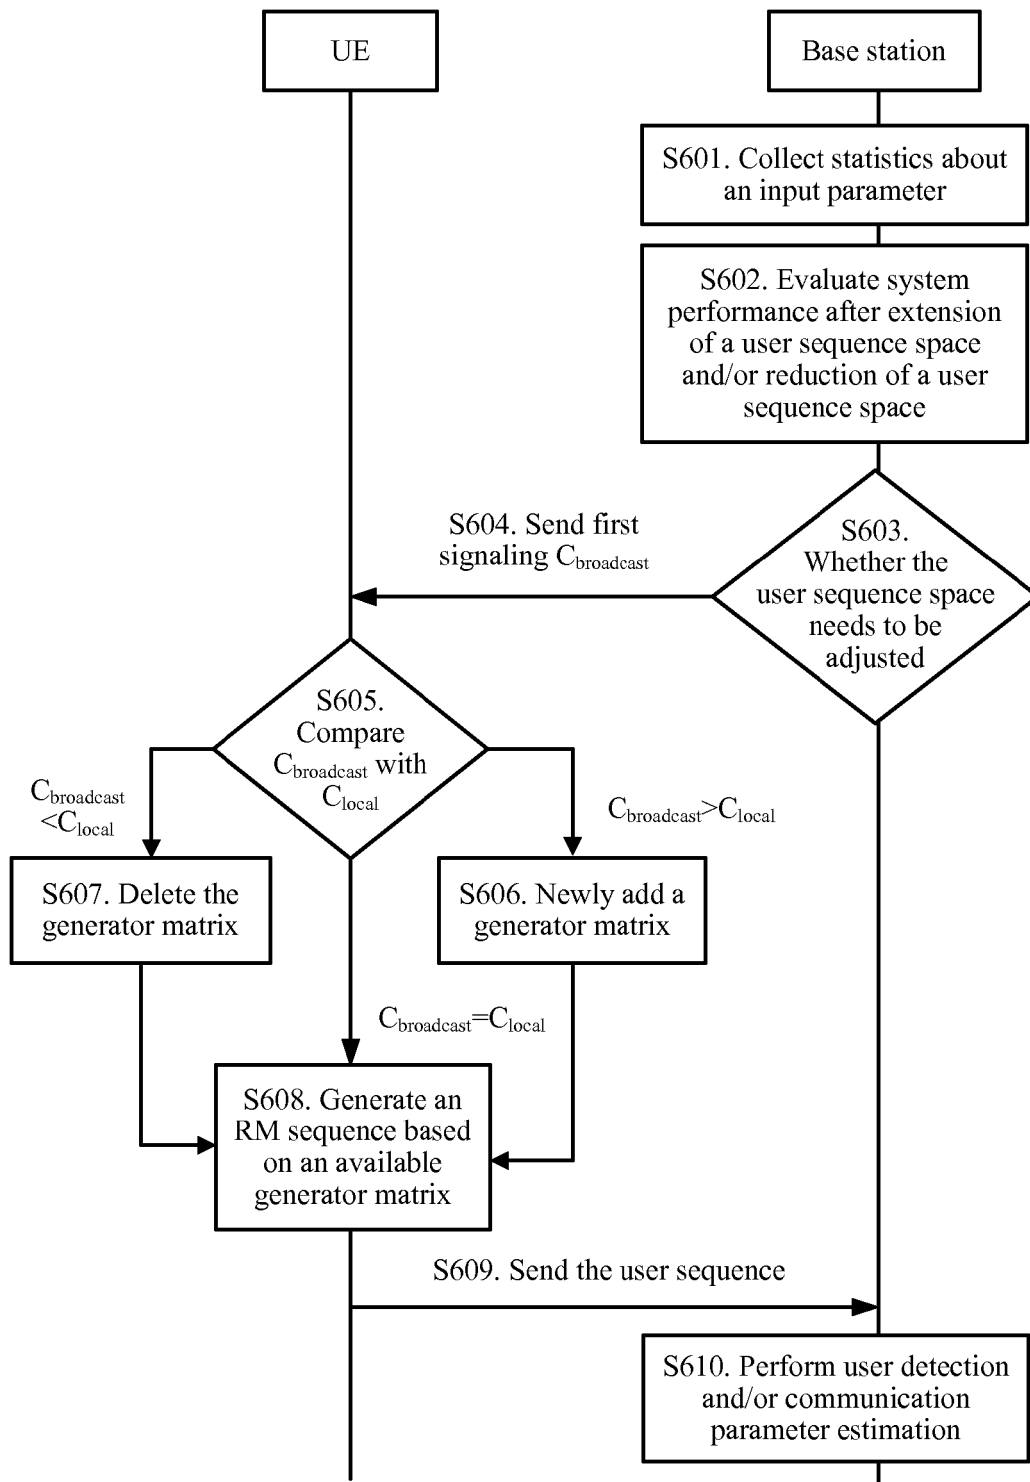 UE
Base station
S601. Collect statistics about
an input parameter
S602. Evaluate system
performance after extension
of a user sequence space
and/or reduction of a user
sequence space
S603.
Whether the
user sequence space
needs to be
adjusted
S604. Send first
signaling Cbroadcast
S605.
Compare
Cbroadcast with
Clocal
Cbroadcast
<Clocal
Cbroadcast>Clocal
S607. Delete the
generator matrix
S606. Newly add a
generator matrix
Cbroadcast=Clocal
S608. Generate an
RM sequence based
on an available
generator matrix
S609. Send the user sequence
S610. Perform user detection
and/or communication
parameter estimation